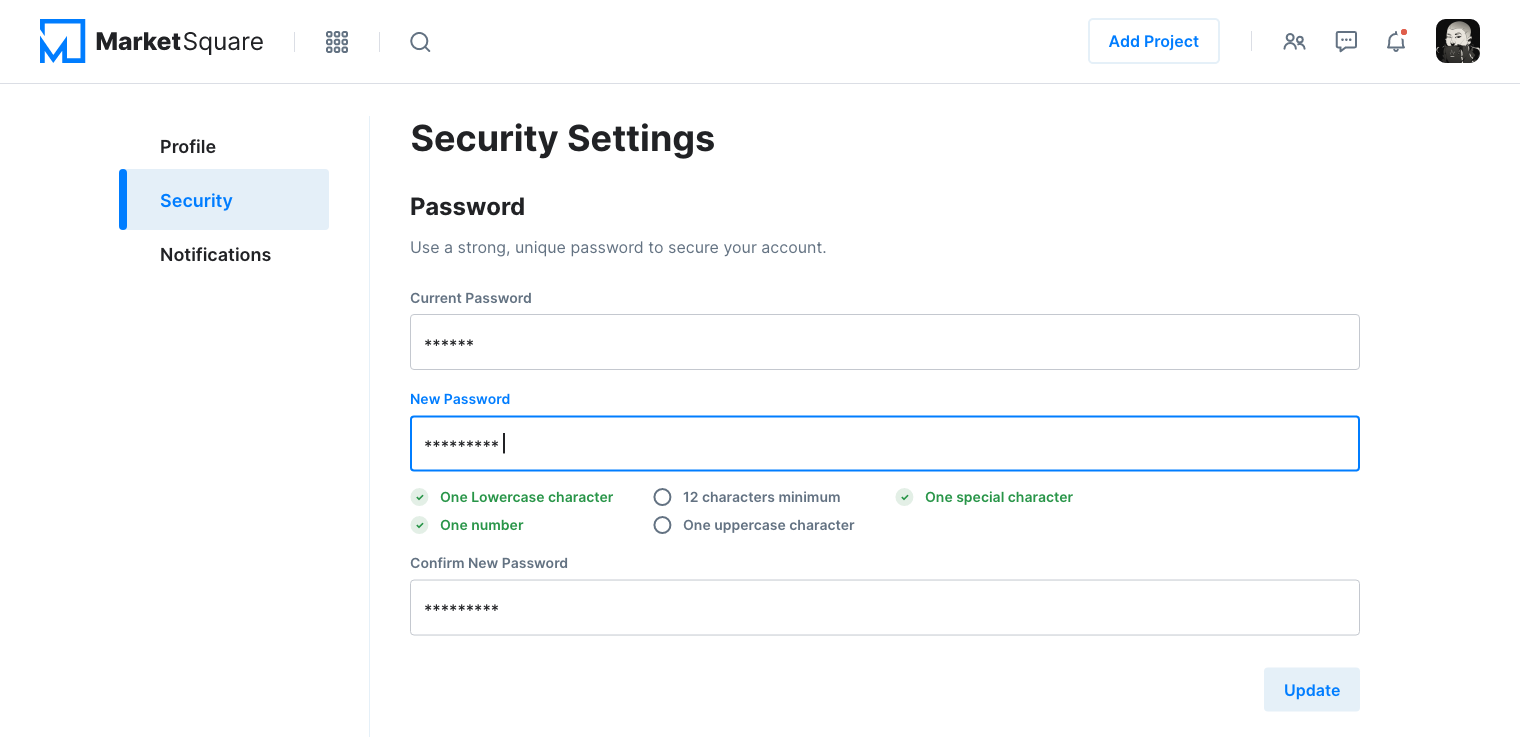 MarketSquare
Add Project
Profile
Security
Notifications
Security Settings
Password
Use a strong, unique password to secure your account.
Current Password
******
New Password
*********
One Lowercase character 12 characters minimum One special character
One number One uppercase character
Confirm New Password
*********
Update